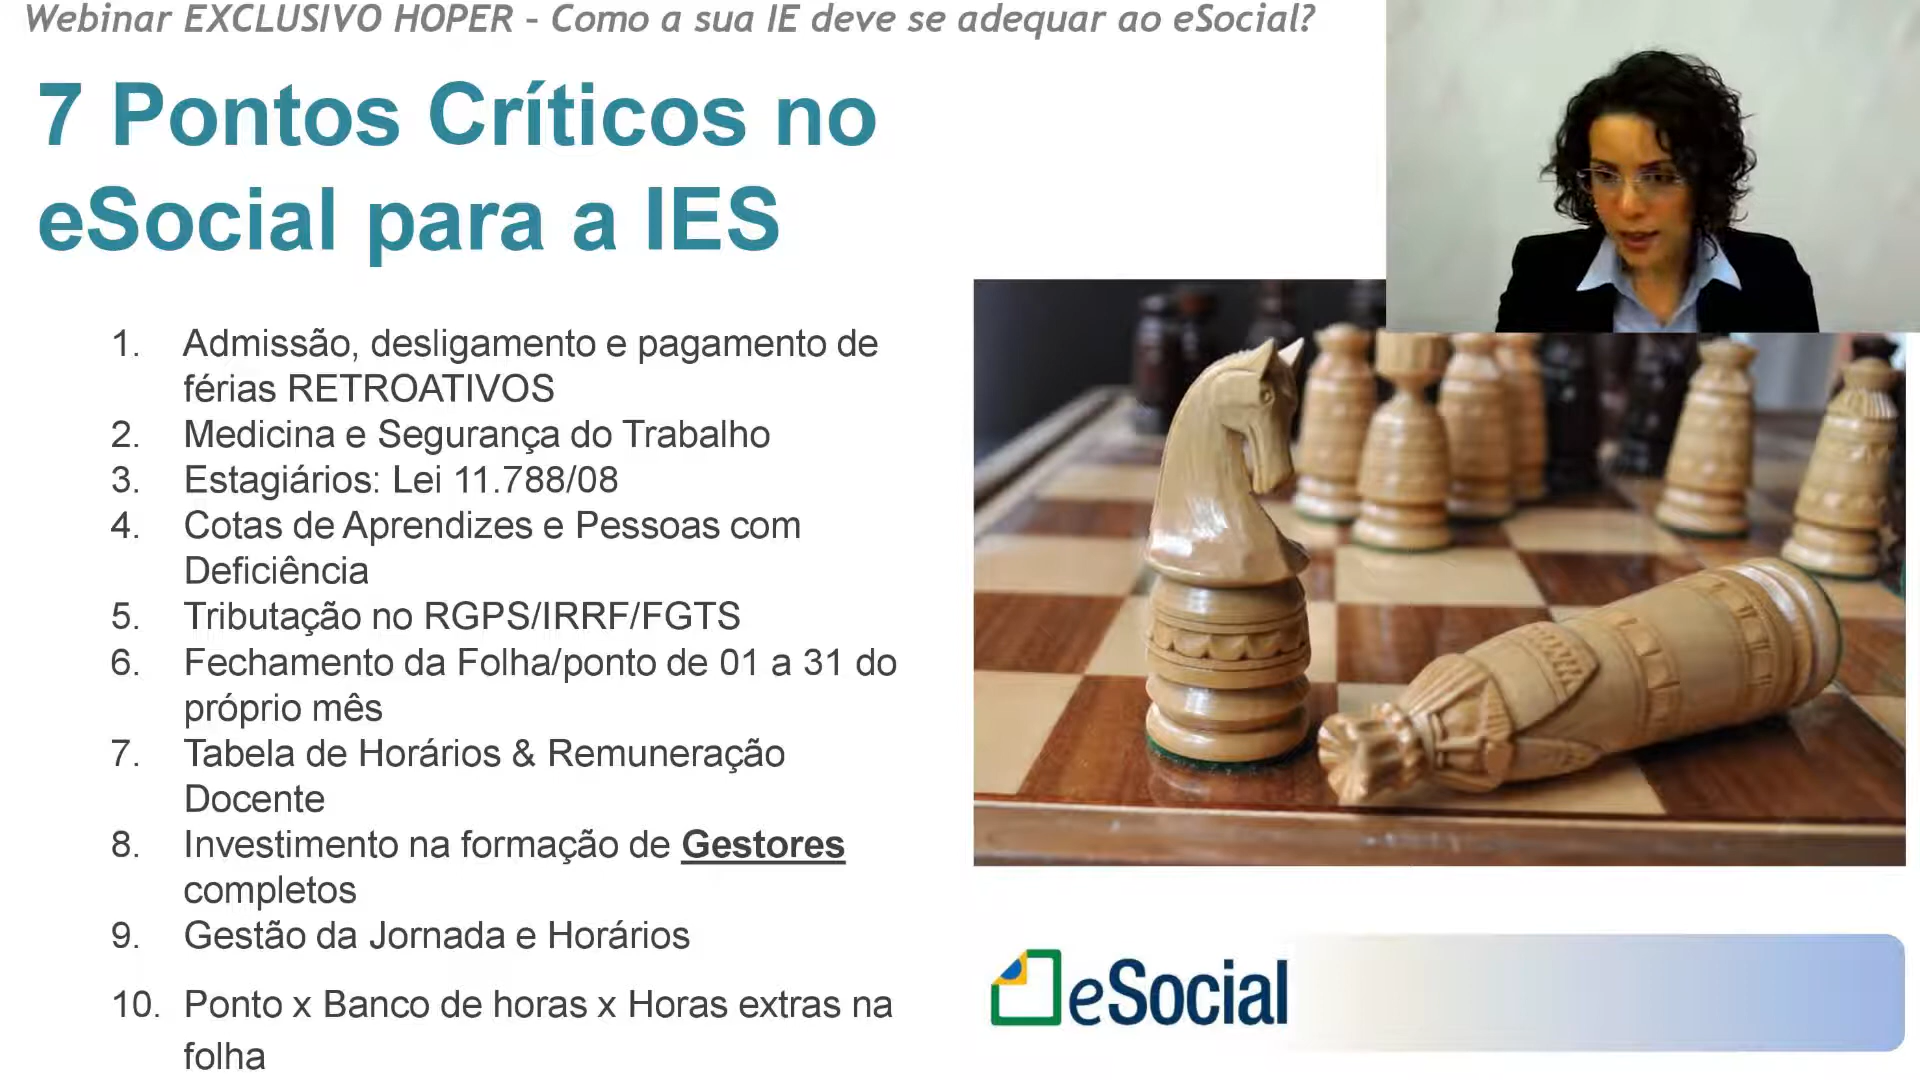 Webinar EXCLUSIVO HOPER – Como a sua IE deve se adequar ao eSocial?
7 Pontos Críticos no
eSocial para a IES
1. Admissão, desligamento e pagamento de
férias RETROATIVOS
2. Medicina e Segurança do Trabalho
3. Estagiários: Lei 11.788/08
4. Cotas de Aprendizes e Pessoas com
Deficiência
5. Tributação no RGPS/IRRF/FGTS
6. Fechamento da Folha/ponto de 01 a 31 do
próprio mês
7. Tabela de Horários & Remuneração
Docente
8. Investimento na formação de Gestores
completos
9. Gestão da Jornada e Horários
10. Ponto x Banco de horas x Horas extras na
folha
eSocial